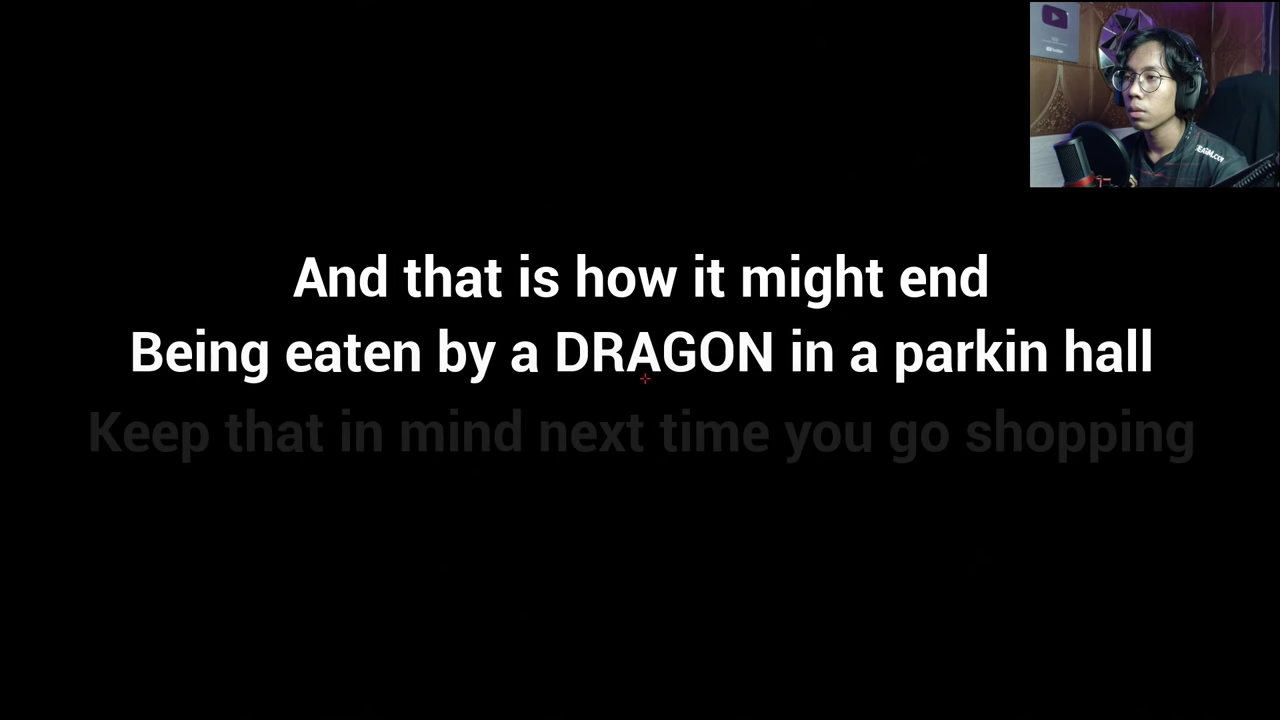 And that is how it might end
Being eaten by a DRAGON in a parkin hall
Keep that in mind next time you go shopping